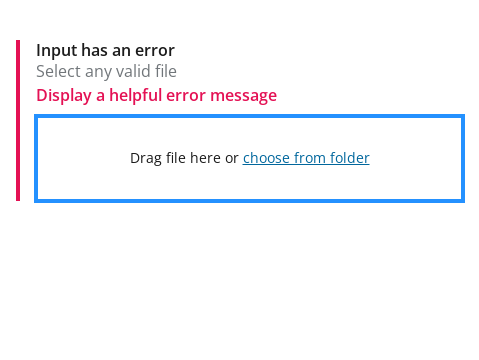 Input has an error
Select any valid file
Display a helpful error message
Drag file here or choose from folder